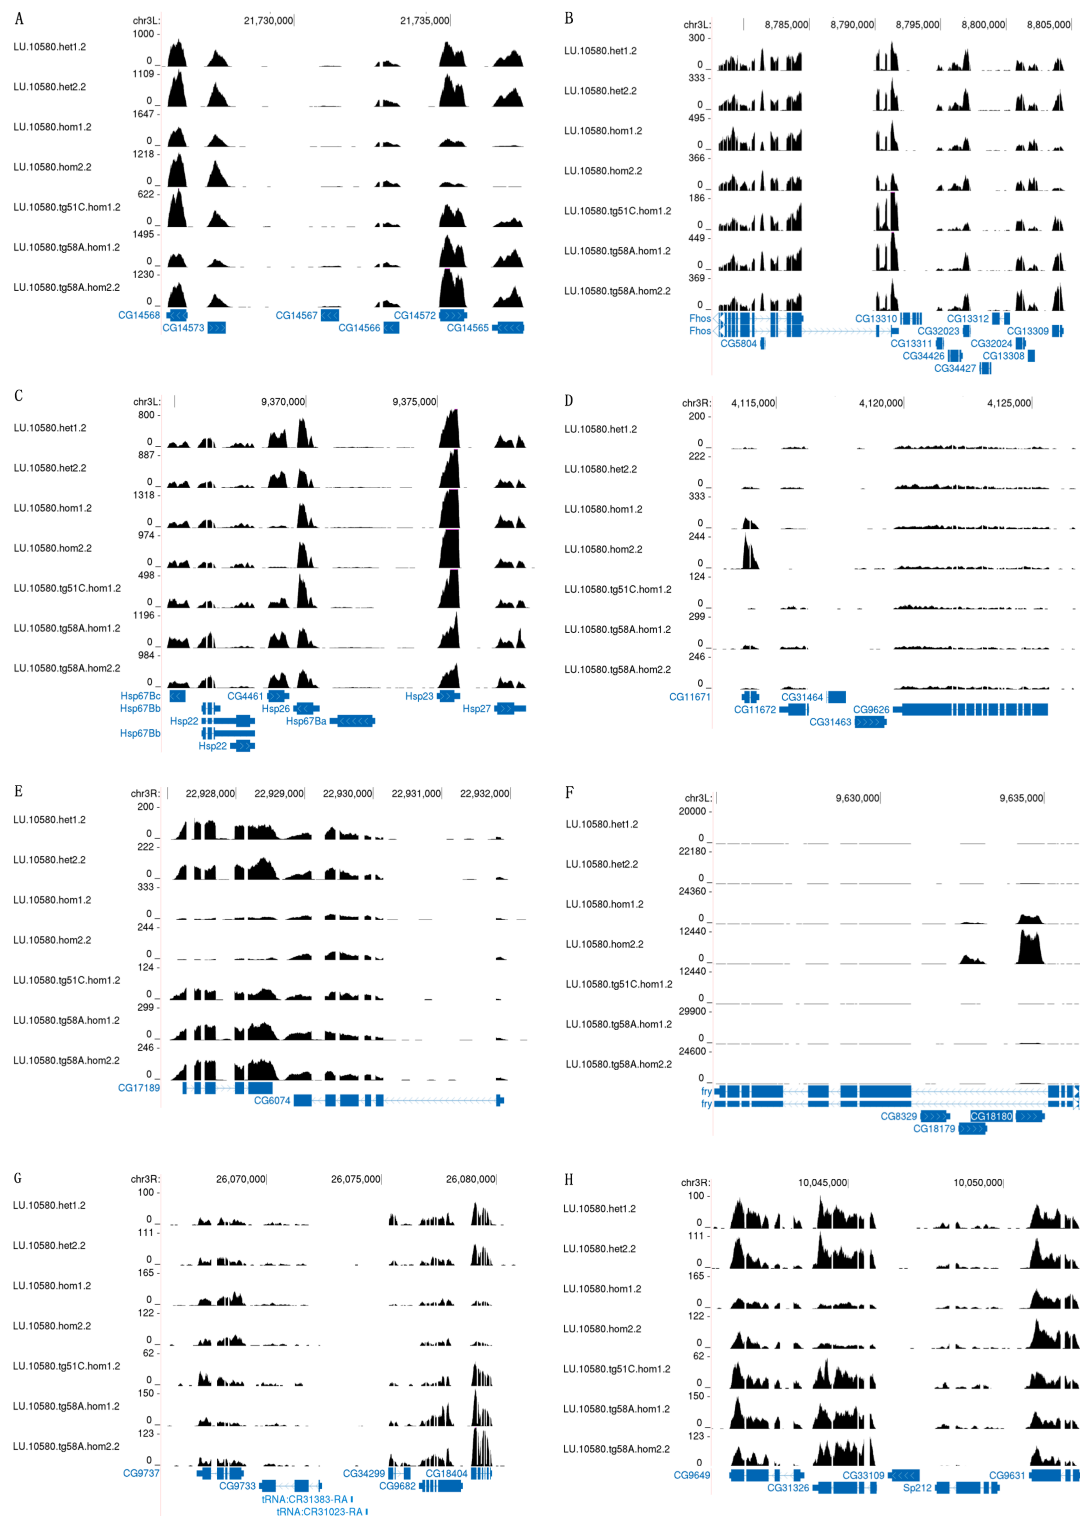 A
chr3L: 21,730,000 21,735,000
1000 -
LU.10580.het1.2
0 _
1109 -
LU.10580.het2.2
0 _
1647 -
LU.10580.hom1.2
0 _
1218 -
LU.10580.hom2.2
0 _
622 -
LU.10580.tg51C.hom1.2
0 _
1495 -
LU.10580.tg58A.hom1.2
0 _
1230 -
LU.10580.tg58A.hom2.2
0 _
CG14568 CG14567 CG14572
CG14573 CG14566 CG14565
B
chr3L: 8,785,000 8,790,000 8,795,000 8,800,000 8,805,000
300 -
LU.10580.het1.2
0 _
333 -
LU.10580.het2.2
0 _
495 -
LU.10580.hom1.2
0 _
366 -
LU.10580.hom2.2
0 _
186 -
LU.10580.tg51C.hom1.2
0 _
449 -
LU.10580.tg58A.hom1.2
0 _
369 -
LU.10580.tg58A.hom2.2
0 _
Fhos CG13310 CG13312
Fhos CG32023 CG13309
CG5804 CG13311 CG32024
CG34426 CG13308
CG34427
C
chr3L: 9,370,000 9,375,000
800 -
LU.10580.het1.2
0 _
887 -
LU.10580.het2.2
0 _
1318 -
LU.10580.hom1.2
0 _
974 -
LU.10580.hom2.2
0 _
498 -
LU.10580.tg51C.hom1.2
0 _
1196 -
LU.10580.tg58A.hom1.2
0 _
984 -
LU.10580.tg58A.hom2.2
0 _
Hsp67Bc CG4461 Hsp23
Hsp67Bb Hsp26 Hsp27
Hsp22 Hsp67Ba
Hsp67Bb
Hsp22
D
chr3R: 4,115,000 4,120,000 4,125,000
200 -
LU.10580.het1.2
0 _
222 -
LU.10580.het2.2
0 _
333 -
LU.10580.hom1.2
0 _
244 -
LU.10580.hom2.2
0 _
124 -
LU.10580.tg51C.hom1.2
0 _
299 -
LU.10580.tg58A.hom1.2
0 _
246 -
LU.10580.tg58A.hom2.2
0 _
CG11671 CG31464
CG11672 CG9626
CG31463
E
chr3R: 22,928,000 22,929,000 22,930,000 22,931,000 22,932,000
200 -
LU.10580.het1.2
0 _
222 -
LU.10580.het2.2
0 _
333 -
LU.10580.hom1.2
0 _
244 -
LU.10580.hom2.2
0 _
124 -
LU.10580.tg51C.hom1.2
0 _
299 -
LU.10580.tg58A.hom1.2
0 _
246 -
LU.10580.tg58A.hom2.2
0 _
CG17189
CG6074
F
chr3L: 9,630,000 9,635,000
20000 -
LU.10580.het1.2
0 _
22180 -
LU.10580.het2.2
0 _
24360 -
LU.10580.hom1.2
0 _
12440 -
LU.10580.hom2.2
0 _
12440 -
LU.10580.tg51C.hom1.2
0 _
29900 -
LU.10580.tg58A.hom1.2
0 _
24600 -
LU.10580.tg58A.hom2.2
0 _
fry
fry
CG8329 CG18180
CG18179
G
chr3R: 26,070,000 26,075,000 26,080,000
100 -
LU.10580.het1.2
0 _
111 -
LU.10580.het2.2
0 _
165 -
LU.10580.hom1.2
0 _
122 -
LU.10580.hom2.2
0 _
62 -
LU.10580.tg51C.hom1.2
0 _
150 -
LU.10580.tg58A.hom1.2
0 _
123 -
LU.10580.tg58A.hom2.2
0 _
CG9737 CG34299 CG18404
CG9733 CG9682
tRNA:CR31383-RA
tRNA:CR31023-RA
H
chr3R: 10,045,000 10,050,000
100 -
LU.10580.het1.2
0 _
111 -
LU.10580.het2.2
0 _
165 -
LU.10580.hom1.2
0 _
122 -
LU.10580.hom2.2
0 _
62 -
LU.10580.tg51C.hom1.2
0 _
150 -
LU.10580.tg58A.hom1.2
0 _
123 -
LU.10580.tg58A.hom2.2
0 _
CG9649 CG33109 CG9631
CG31326 Sp212